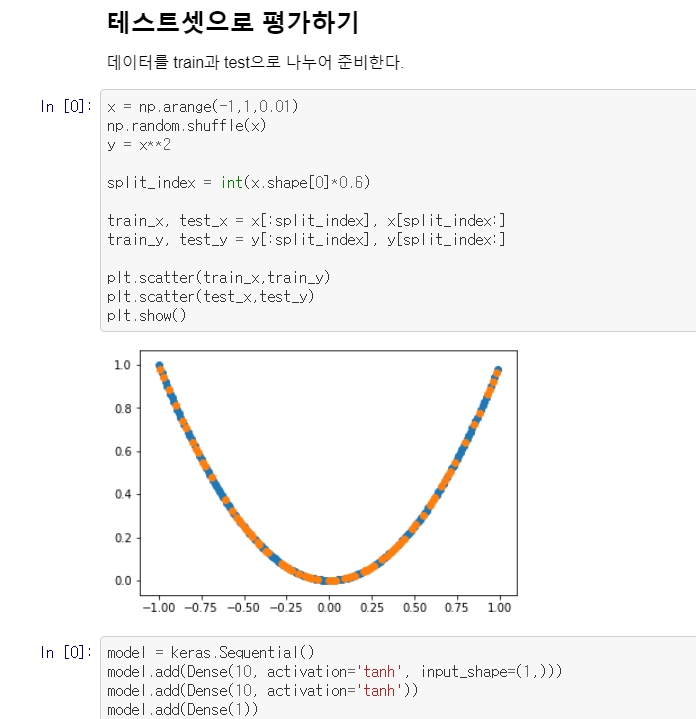 테스트셋으로 평가하기
데이터를 train과 test으로 나누어 준비한다.
In [0]:
x = np.arange(-1,1,0.01)
np.random.shuffle(x)
y = x**2
split_index = int(x.shape[0]*0.6)
train_x, test_x = x[:split_index], x[split_index:]
train_y, test_y = y[:split_index], y[split_index:]
plt.scatter(train_x,train_y)
plt.scatter(test_x,test_y)
plt.show()
1.0
0.8
0.6
0.4
0.2
0.0
−1.00 −0.75 −0.50 −0.25 0.00 0.25 0.50 0.75 1.00
In [0]:
model = keras.Sequential()
model.add(Dense(10, activation='tanh', input_shape=(1,)))
model.add(Dense(10, activation='tanh'))
model.add(Dense(1))